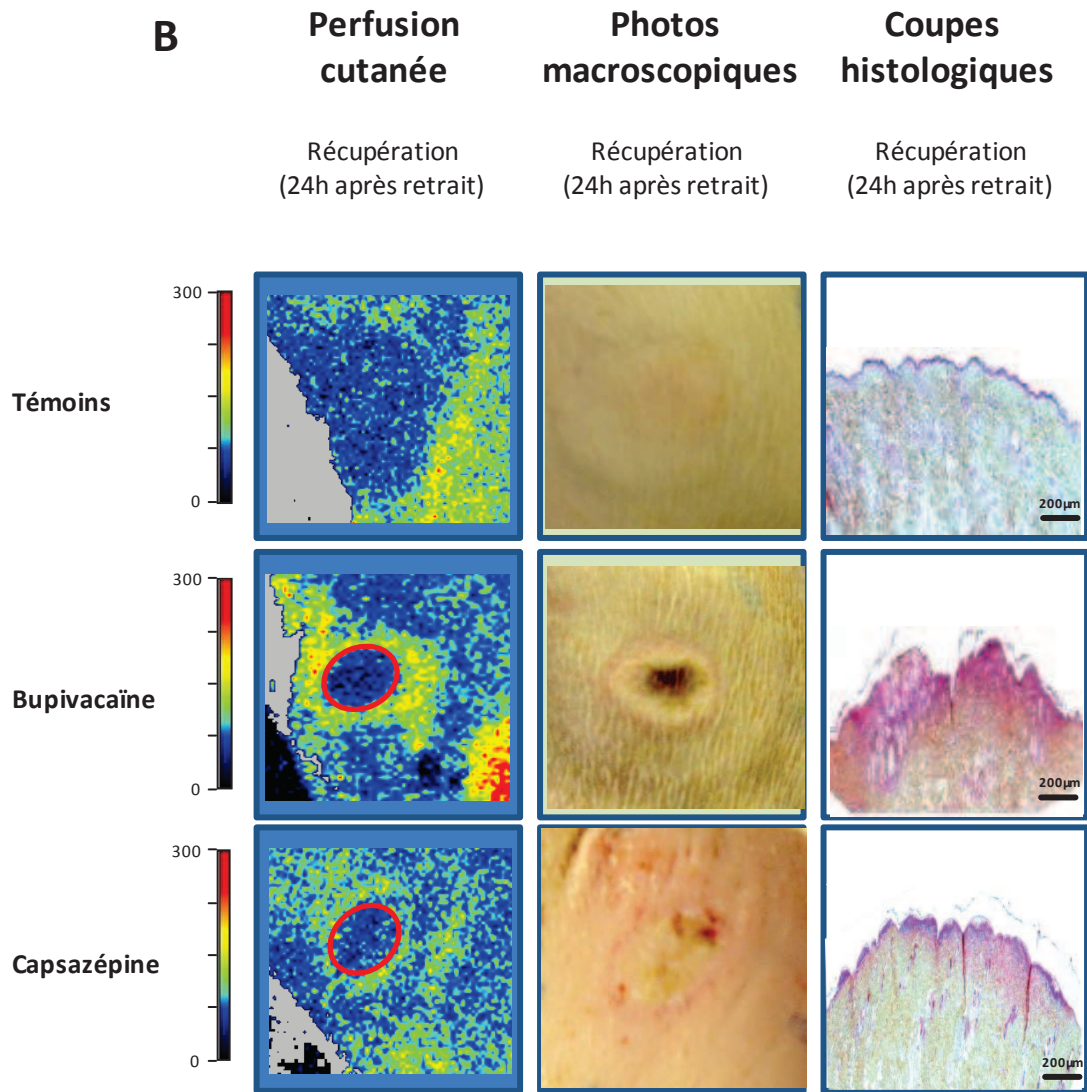 B
Perfusion
cutanée
Photos
macroscopiques
Coupes
histologiques
Récupération
(24h après retrait)
Récupération
(24h après retrait)
Récupération
(24h après retrait)
Témoins
300
0
200µm
Bupivacaïne
300
0
200µm
Capsazépine
300
0
200µm